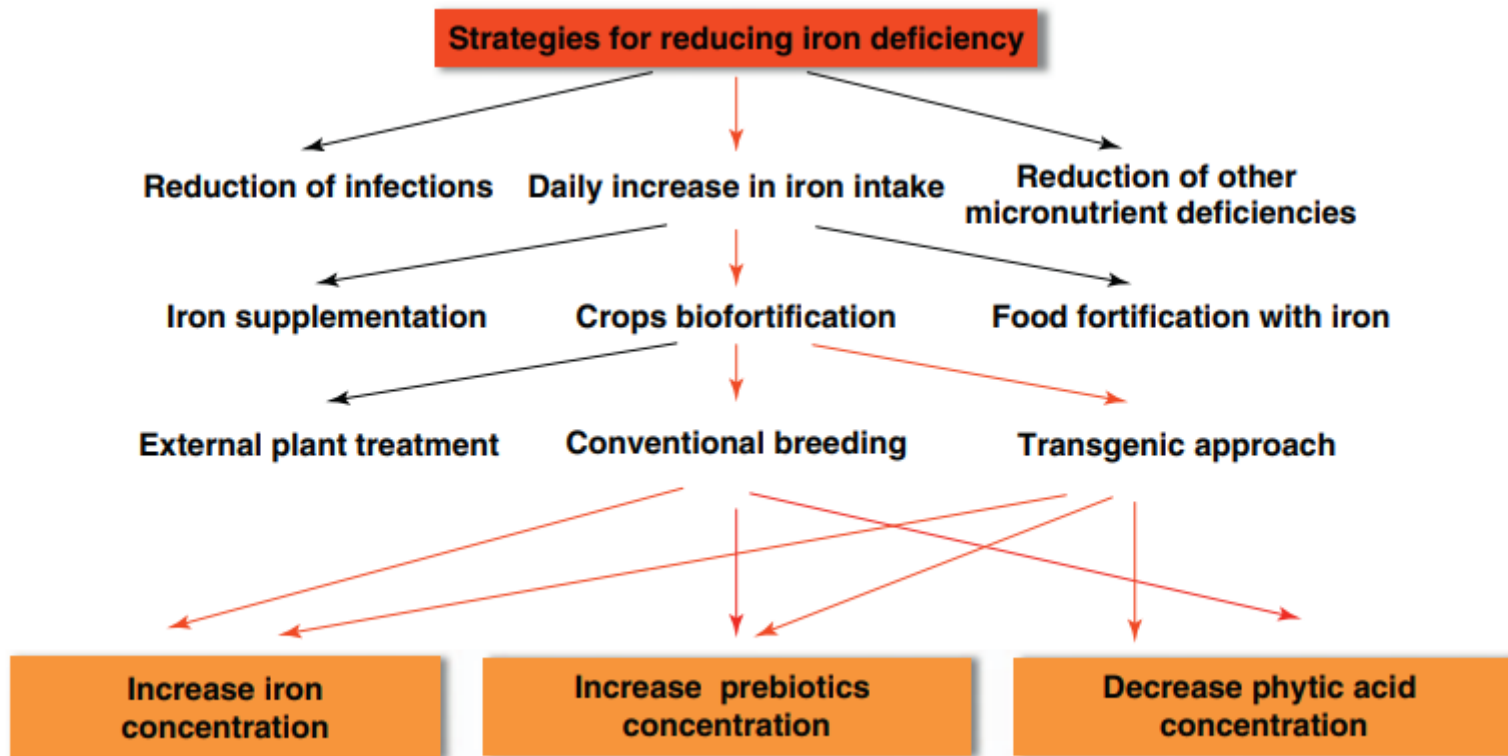 Strategies for reducing iron deficiency
Reduction of infections
Daily increase in iron intake
Reduction of other
micronutrient deficiencies
Iron supplementation
Crops biofortification
Food fortification with iron
External plant treatment
Conventional breeding
Transgenic approach
Increase iron
concentration
Increase prebiotics
concentration
Decrease phytic acid
concentration